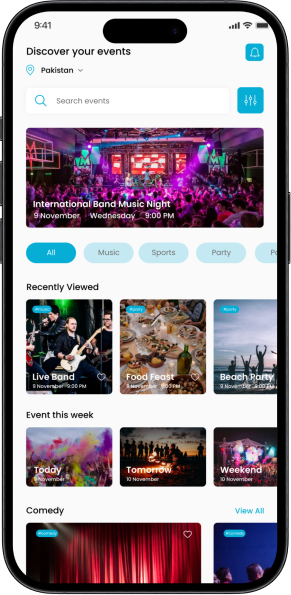 9:41
Discover your events
Pakistan
Search events
International Band Music Night
9 November Wednesday 9:00 PM
All Music Sports Party
Recently Viewed
#music #party #party
Live Band Food Feast Beach Party
9 November 9:00 PM 9 November 9:00 PM 9 November 9:00
Event this week
Today Tomorrow Weekend
9 November 10 November 10 November
Comedy View All
#comedy #comedy